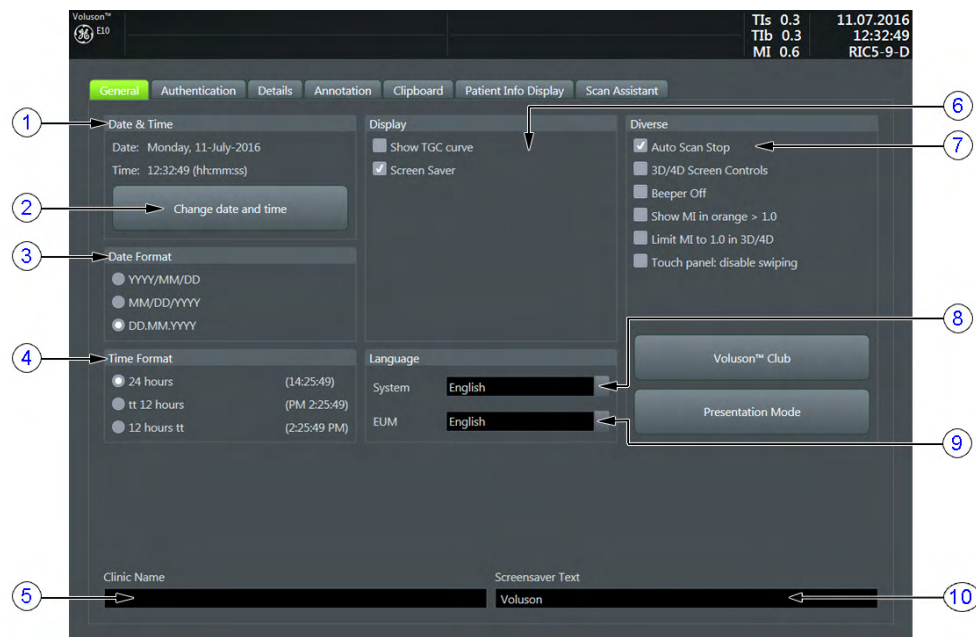 Voluson™
E10
TIs 0.3 11.07.2016
TIb 0.3 12:32:49
MI 0.6 RIC5-9-D
General Authentication Details Annotation Clipboard Patient Info Display Scan Assistant
1
Date & Time
Date: Monday, 11-July-2016
Time: 12:32:49 (hh:mm:ss)
2
Change date and time
3
Date Format
YYYY/MM/DD
MM/DD/YYYY
DD.MM.YYYY
4
Time Format
24 hours (14:25:49)
tt 12 hours (PM 2:25:49)
12 hours tt (2:25:49 PM)
Display
6
Show TGC curve
Screen Saver
Language
System English
8
EUM English
9
Diverse
Auto Scan Stop
7
3D/4D Screen Controls
Beeper Off
Show MI in orange > 1.0
Limit MI to 1.0 in 3D/4D
Touch panel: disable swiping
Voluson™ Club
Presentation Mode
Clinic Name
5
Screensaver Text
Voluson
10